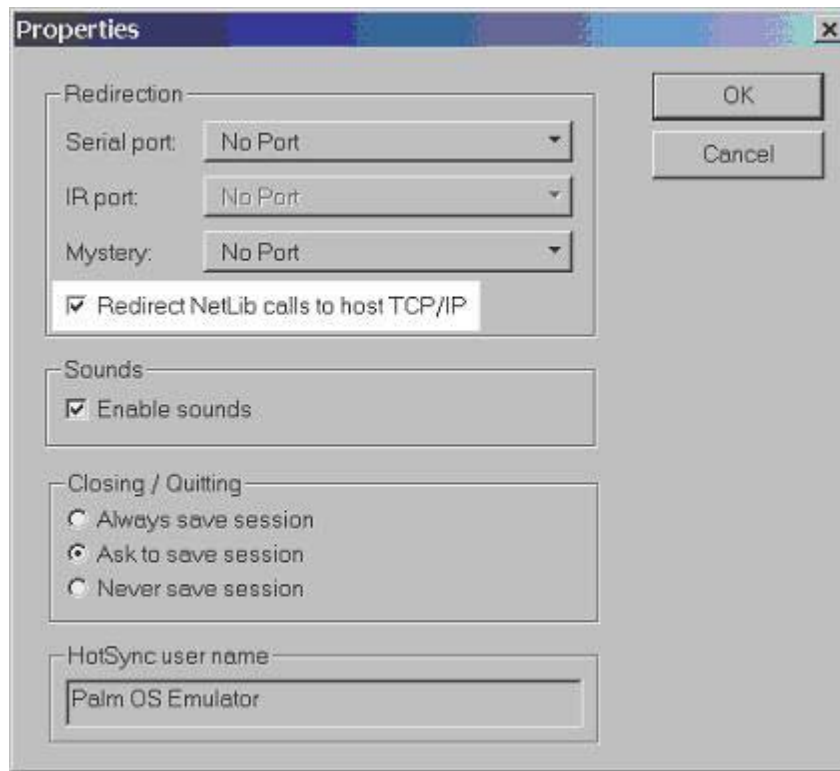 Properties
Redirection
OK
Serial port: No Port
Cancel
IR port: No Port
Mystery: No Port
Redirect NetLib calls to host TCP/IP
Sounds
Enable sounds
Closing / Quitting
Always save session
Ask to save session
Never save session
HotSync user name
Palm OS Emulator